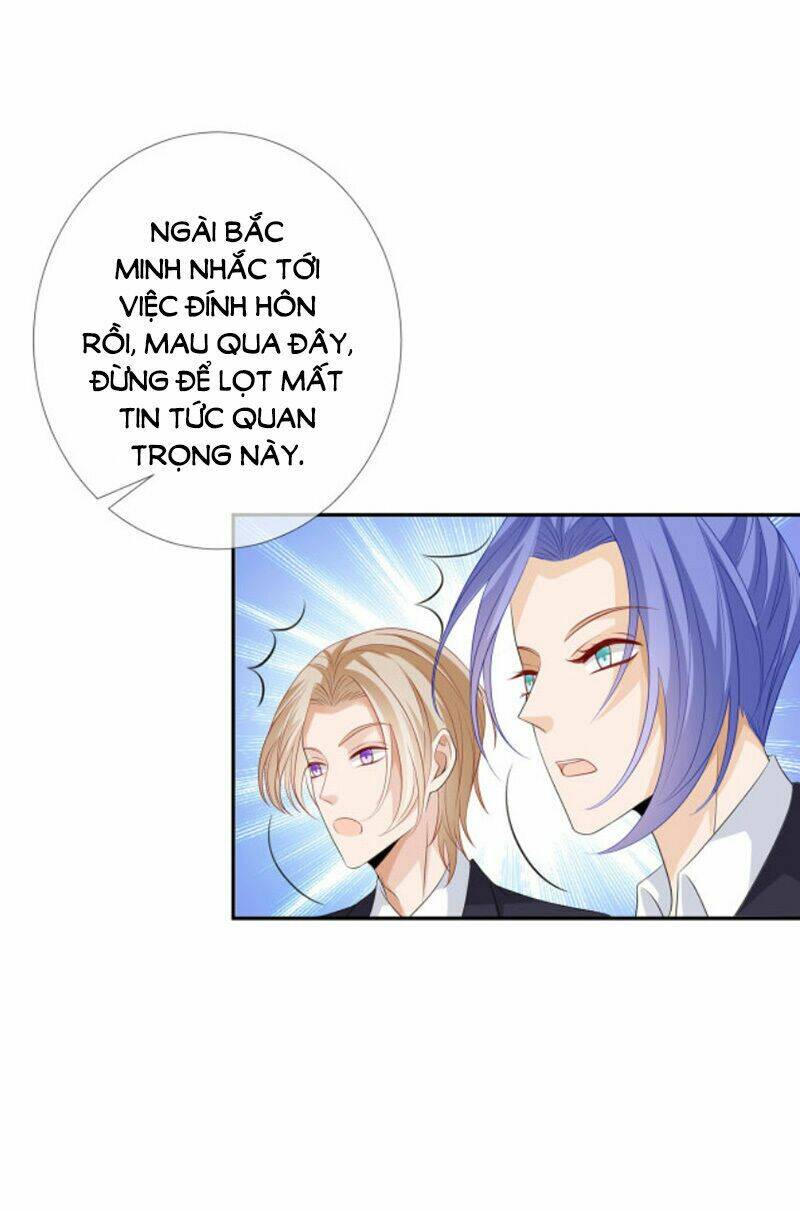 NGÀI BẮC
MINH NHẮC TỚI
VIỆC ĐÍNH HÔN
RỒI, MAU QUA ĐÂY,
ĐỪNG ĐỂ LỌT MẤT
TIN TỨC QUAN
TRỌNG NÀY.